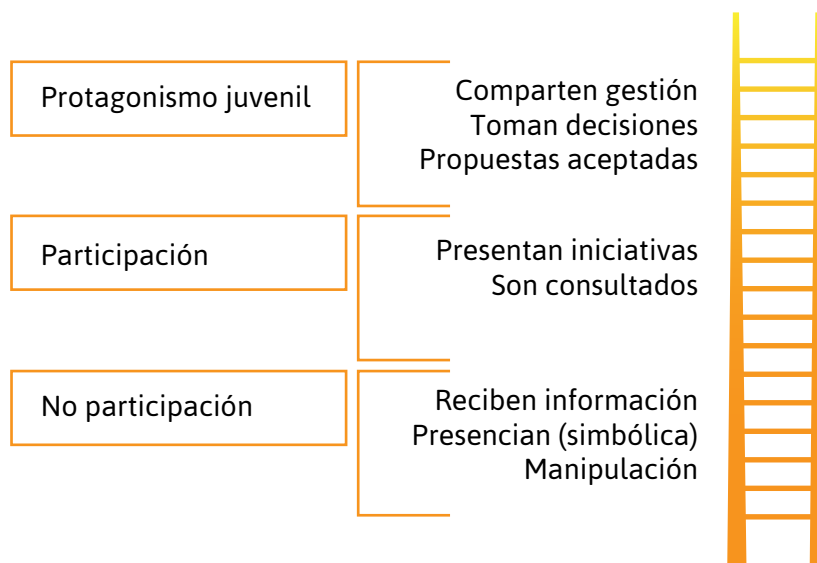 Protagonismo juvenil
Comparten gestión
Toman decisiones
Propuestas aceptadas
Participación
Presentan iniciativas
Son consultados
No participación
Reciben información
Presencian (simbólica)
Manipulación